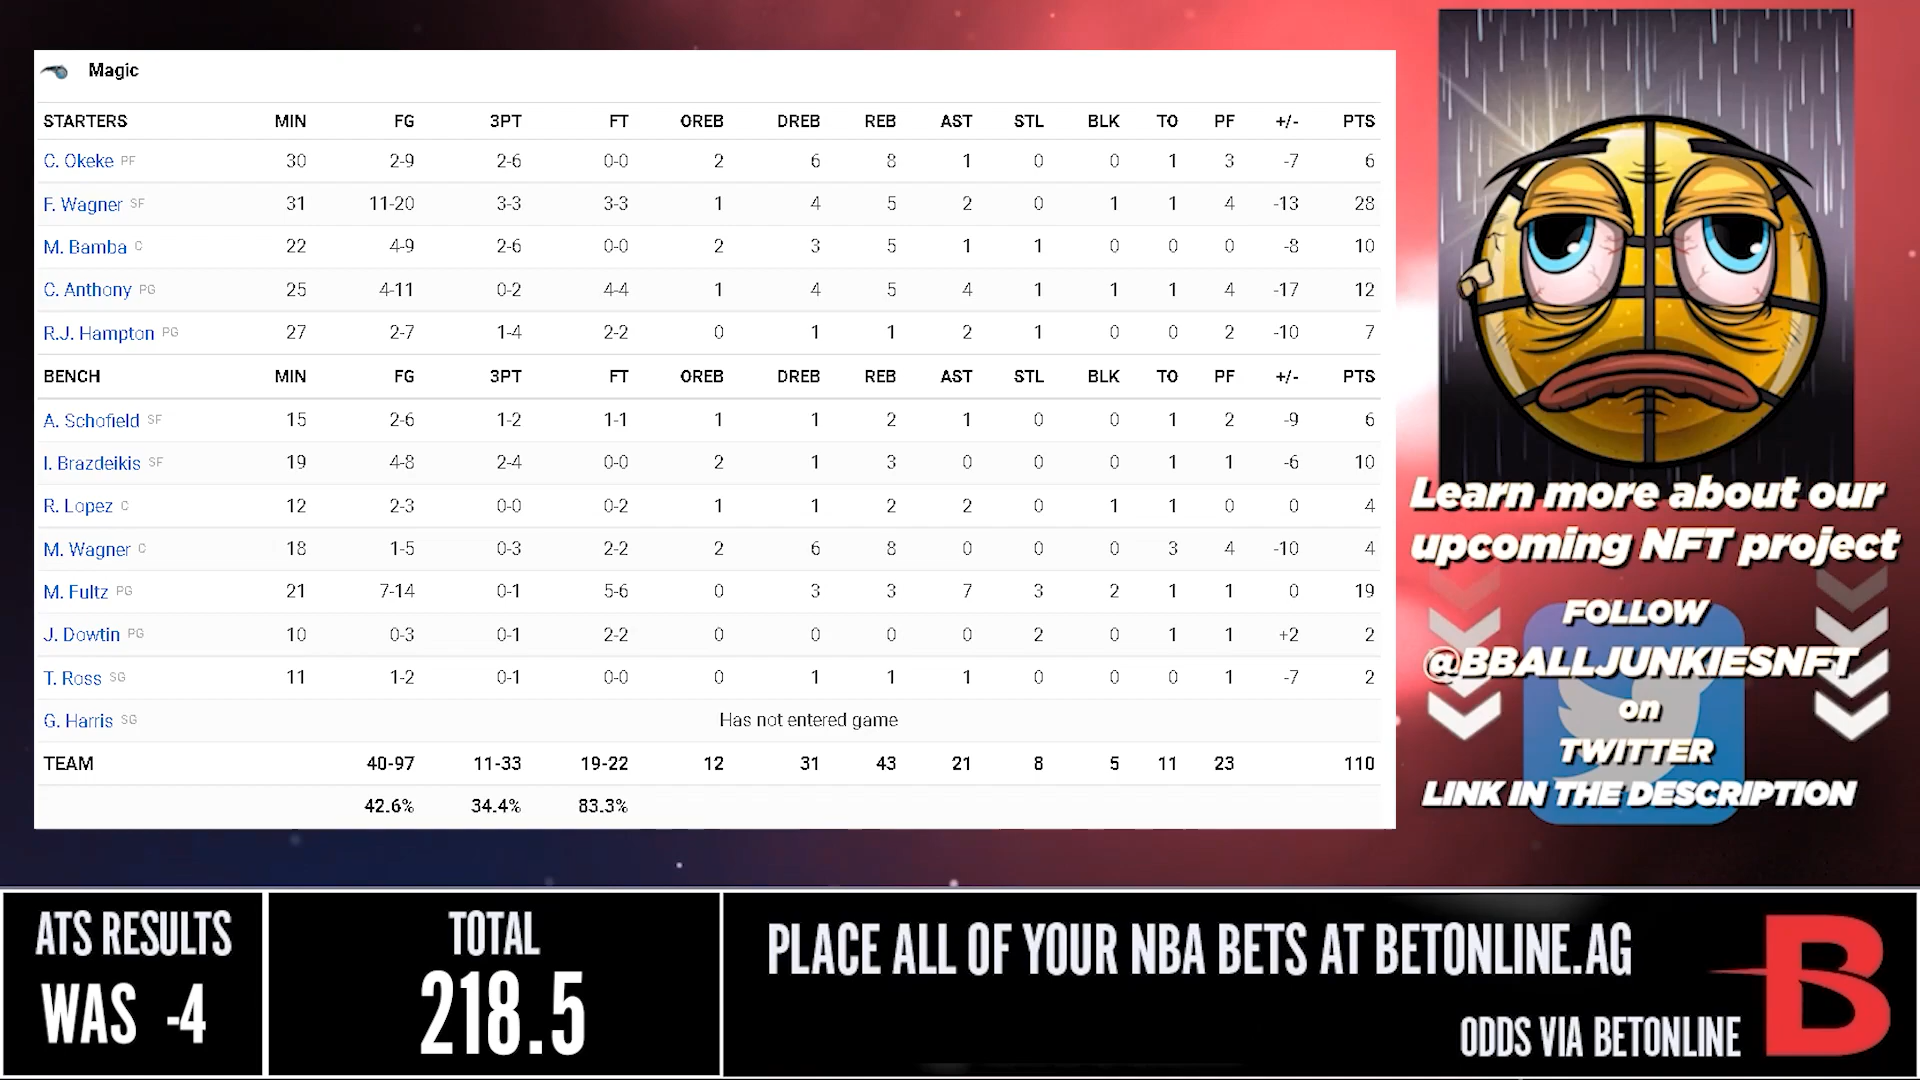 Magic
STARTERS MIN FG 3PT FT OREB DREB REB AST STL BLK TO PF +/- PTS
C. Okeke PF 30 2-9 2-6 0-0 2 6 8 1 0 0 1 3 -7 6
F. Wagner SF 31 11-20 3-3 3-3 1 4 5 2 0 1 1 4 -13 28
M. Bamba C 22 4-9 2-6 0-0 2 3 5 1 1 0 0 0 -8 10
C. Anthony PG 25 4-11 0-2 4-4 1 4 5 4 1 1 1 4 -17 12
R.J. Hampton PG 27 2-7 1-4 2-2 0 1 1 2 1 0 0 2 -10 7
BENCH MIN FG 3PT FT OREB DREB REB AST STL BLK TO PF +/- PTS
A. Schofield SF 15 2-6 1-2 1-1 1 1 2 1 0 0 1 2 -9 6
I. Brazdeikis SF 19 4-8 2-4 0-0 2 1 3 0 0 0 1 1 -6 10
R. Lopez C 12 2-3 0-0 0-2 1 1 2 2 0 1 1 0 0 4
M. Wagner C 18 1-5 0-3 2-2 2 6 8 0 0 0 3 4 -10 4
M. Fultz PG 21 7-14 0-1 5-6 0 3 3 7 3 2 1 1 0 19
J. Dowtin PG 10 0-3 0-1 2-2 0 0 0 0 2 0 1 1 +2 2
T. Ross SG 11 1-2 0-1 0-0 0 1 1 1 0 0 0 1 -7 2
G. Harris SG Has not entered game
TEAM 40-97 11-33 19-22 12 31 43 21 8 5 11 23 110
42.6% 34.4% 83.3%
Learn more about our
upcoming NFT project
FOLLOW
@BBALLJUNKIESNFT
on
TWITTER
LINK IN THE DESCRIPTION
ATS RESULTS
WAS -4
TOTAL
218.5
PLACE ALL OF YOUR NBA BETS AT BETONLINE.AG
ODDS VIA BETONLINE
B